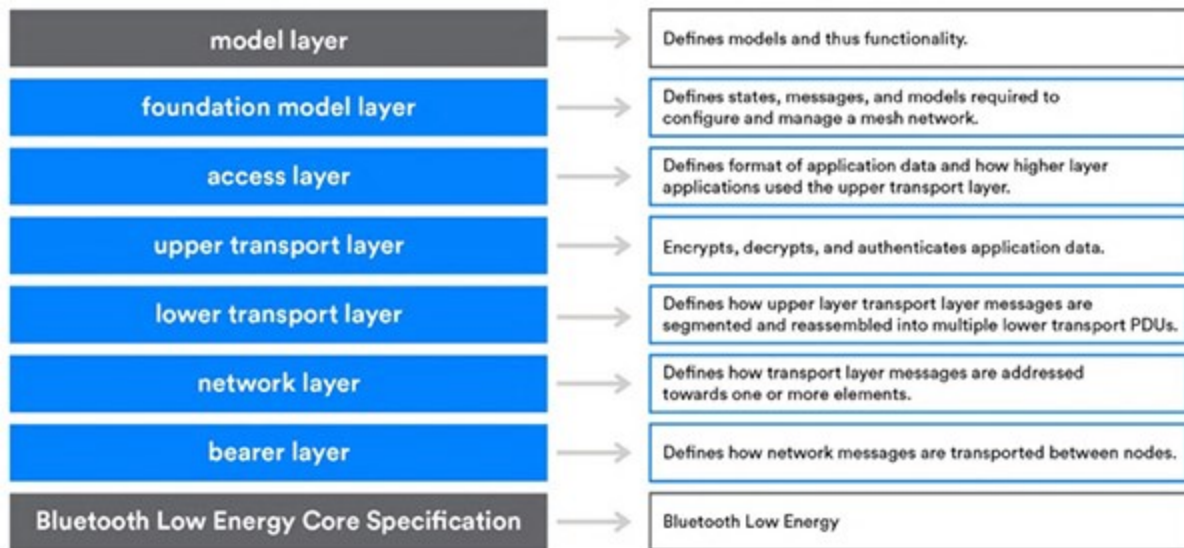 model layer
Defines models and thus functionality.
foundation model layer
Defines states, messages, and models required to
configure and manage a mesh network.
access layer
Defines format of application data and how higher layer
applications used the upper transport layer.
upper transport layer
Encrypts, decrypts, and authenticates application data.
lower transport layer
Defines how upper layer transport layer messages are
segmented and reassembled into multiple lower transport PDUs.
network layer
Defines how transport layer messages are addressed
towards one or more elements.
bearer layer
Defines how network messages are transported between nodes.
Bluetooth Low Energy Core Specification
Bluetooth Low Energy